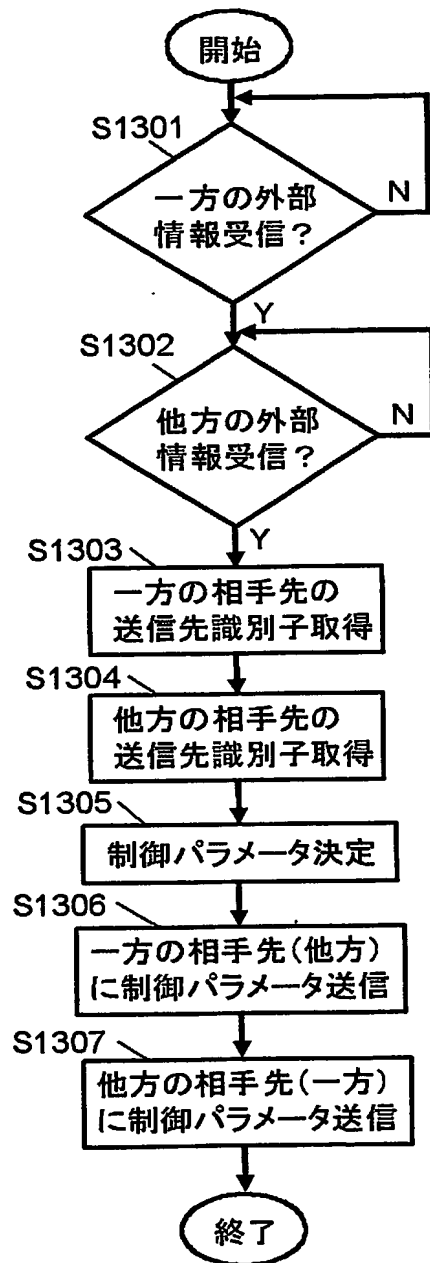 開始
S1301
一方の外部
情報受信？
N
Y
S1302
他方の外部
情報受信？
N
Y
S1303
一方の相手先の
送信先識別子取得
S1304
他方の相手先の
送信先識別子取得
S1305
制御パラメータ決定
S1306
一方の相手先(他方)
に制御パラメータ送信
S1307
他方の相手先(一方)
に制御パラメータ送信
終了